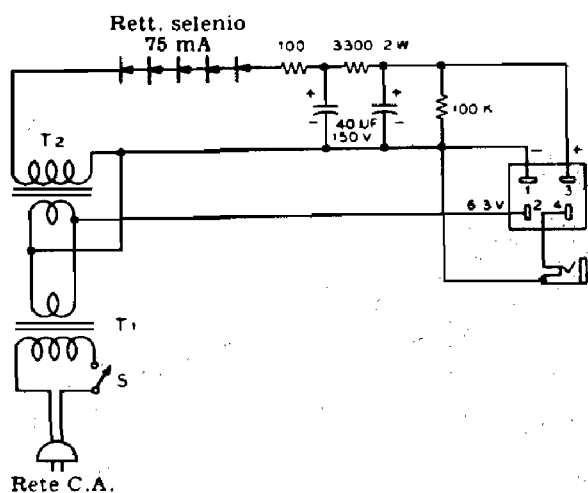 Rett. selenio
75 mA
100
3300 2W
+
+
-
-
40 UF
150 V
100 K
T2
-
+
1
3
6 3 V
2
4
T1
S
Rete C.A.